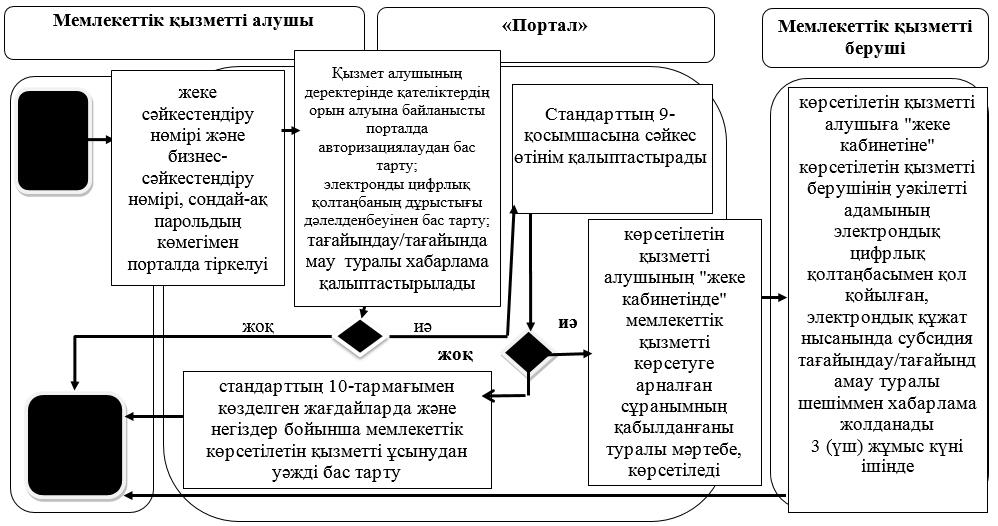 Мемлекеттік қызметті алушы
«Портал»
Мемлекеттік қызметті
беруші
жеке
сәйкестендіру
нөмірі және
бизнес-
сәйкестендіру
нөмірі, сондай-ақ
парольдың
көмегімен
порталда тіркелуі
Қызмет алушының
деректерінде қателіктердің
орын алуына байланысты
порталда
авторизациялаудан бас
тарту;
электронды цифрлық
қолтаңбаның дұрыстығы
дәлелденбеуінен бас тарту;
тағайындау/тағайында
мау туралы хабарлама
қалыптастырылады
Стандарттың 9-
қосымшасына сәйкес
өтінім қалыптастырады
көрсетілетін
қызметті
алушының "жеке
кабинетінде"
мемлекеттік
қызметті
көрсетуге
арналған
сұранымның
қабылданғаны
туралы мәртебе,
көрсетіледі
көрсетілетін қызметті
алушыға "жеке
кабинетіне"
көрсетілетін қызметті
берушінің уәкілетті
адамының
электрондық
цифрлық
қолтаңбасымен қол
қойылған,
электрондық құжат
нысанында субсидия
тағайындау/тағайынд
амау туралы
шешіммен хабарлама
жолданады
3 (үш) жұмыс күні
ішінде
жоқ
иә
жоқ
иә
стандарттың 10-тармағымен
көзделген жағдайларда және
негіздер бойынша мемлекеттік
көрсетілетін қызметті ұсынудан
уәжді бас тарту